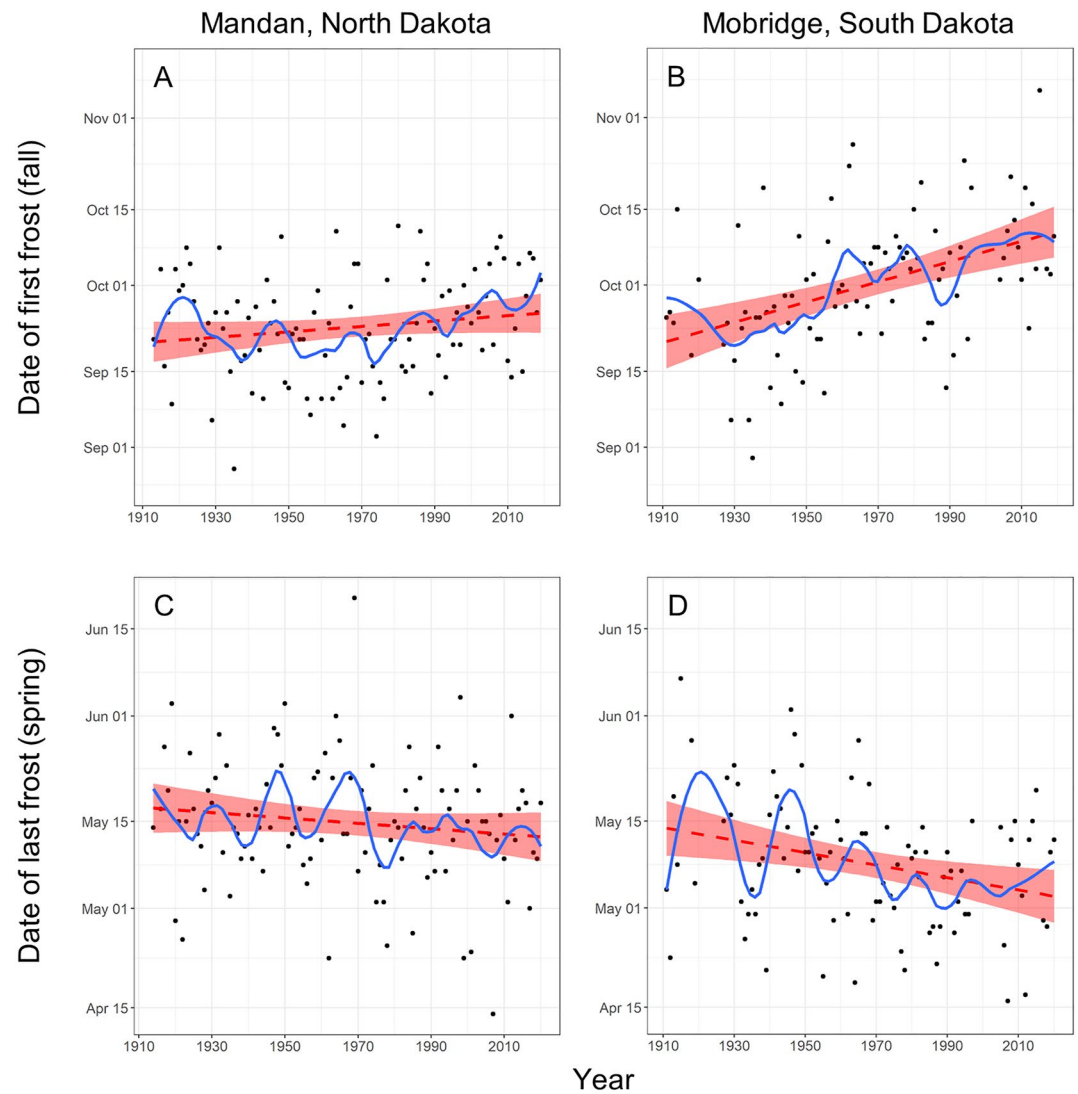 Mandan, North Dakota
Mobridge, South Dakota
Date of first frost (fall)
A
Nov 01
Oct 15
Oct 01
Sep 15
Sep 01
1910 1930 1950 1970 1990 2010
B
Nov 01
Oct 15
Oct 01
Sep 15
Sep 01
1910 1930 1950 1970 1990 2010
Date of last frost (spring)
C
Jun 15
Jun 01
May 15
May 01
Apr 15
1910 1930 1950 1970 1990 2010
D
Jun 15
Jun 01
May 15
May 01
Apr 15
1910 1930 1950 1970 1990 2010
Year